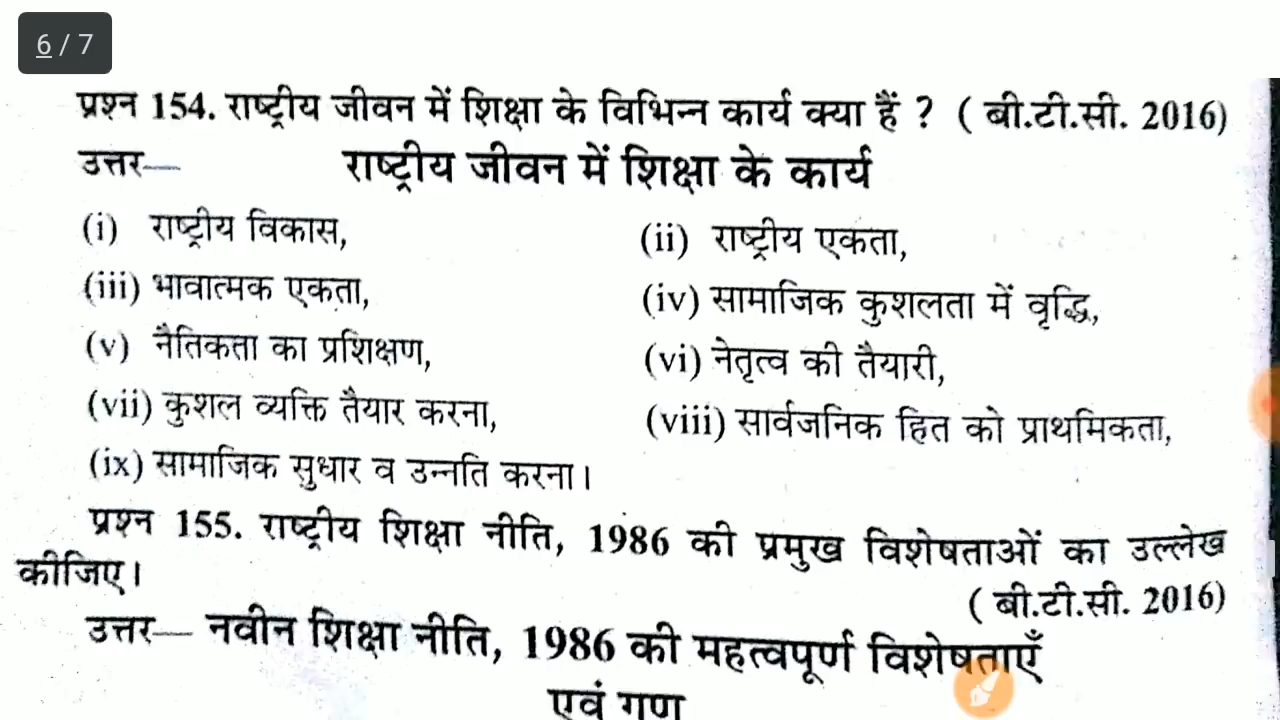 6 / 7
प्रश्न 154. राष्ट्रीय जीवन में शिक्षा के विभिन्न कार्य क्या हैं ? ( बी.टी.सी. 2016)
उत्तर— राष्ट्रीय जीवन में शिक्षा के कार्य
(i) राष्ट्रीय विकास, (ii) राष्ट्रीय एकता,
(iii) भावात्मक एकता, (iv) सामाजिक कुशलता में वृद्धि,
(v) नैतिकता का प्रशिक्षण, (vi) नेतृत्व की तैयारी,
(vii) कुशल व्यक्ति तैयार करना, (viii) सार्वजनिक हित को प्राथमिकता,
(ix) सामाजिक सुधार व उन्नति करना।
प्रश्न 155. राष्ट्रीय शिक्षा नीति, 1986 की प्रमुख विशेषताओं का उल्लेख
कीजिए।
( बी.टी.सी. 2016)
उत्तर— नवीन शिक्षा नीति, 1986 की महत्वपूर्ण विशेषताएँ
एवं गुण